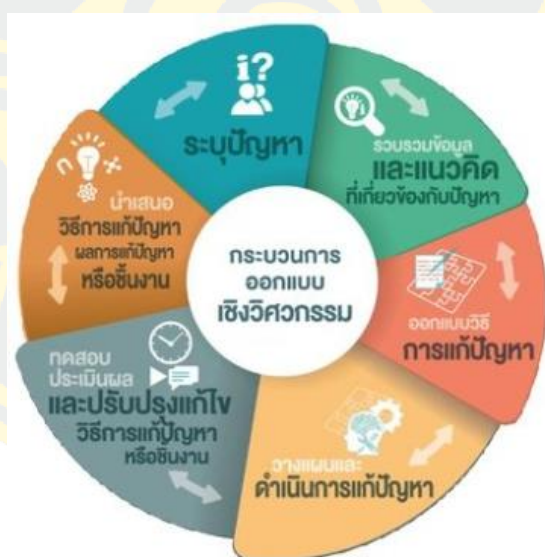 i?
ระบุปัญหา
รวบรวมข้อมูล
และแนวคิด
ที่เกี่ยวข้องกับปัญหา
ออกแบบวิธี
การแก้ปัญหา
วางแผนและ
ดำเนินการแก้ปัญหา
ทดสอบ
ประเมินผล
และปรับปรุงแก้ไข
วิธีการแก้ปัญหา
หรือชิ้นงาน
นำเสนอ
วิธีการแก้ปัญหา
ผลการแก้ปัญหา
หรือชิ้นงาน
กระบวนการ
ออกแบบ
เชิงวิศวกรรม